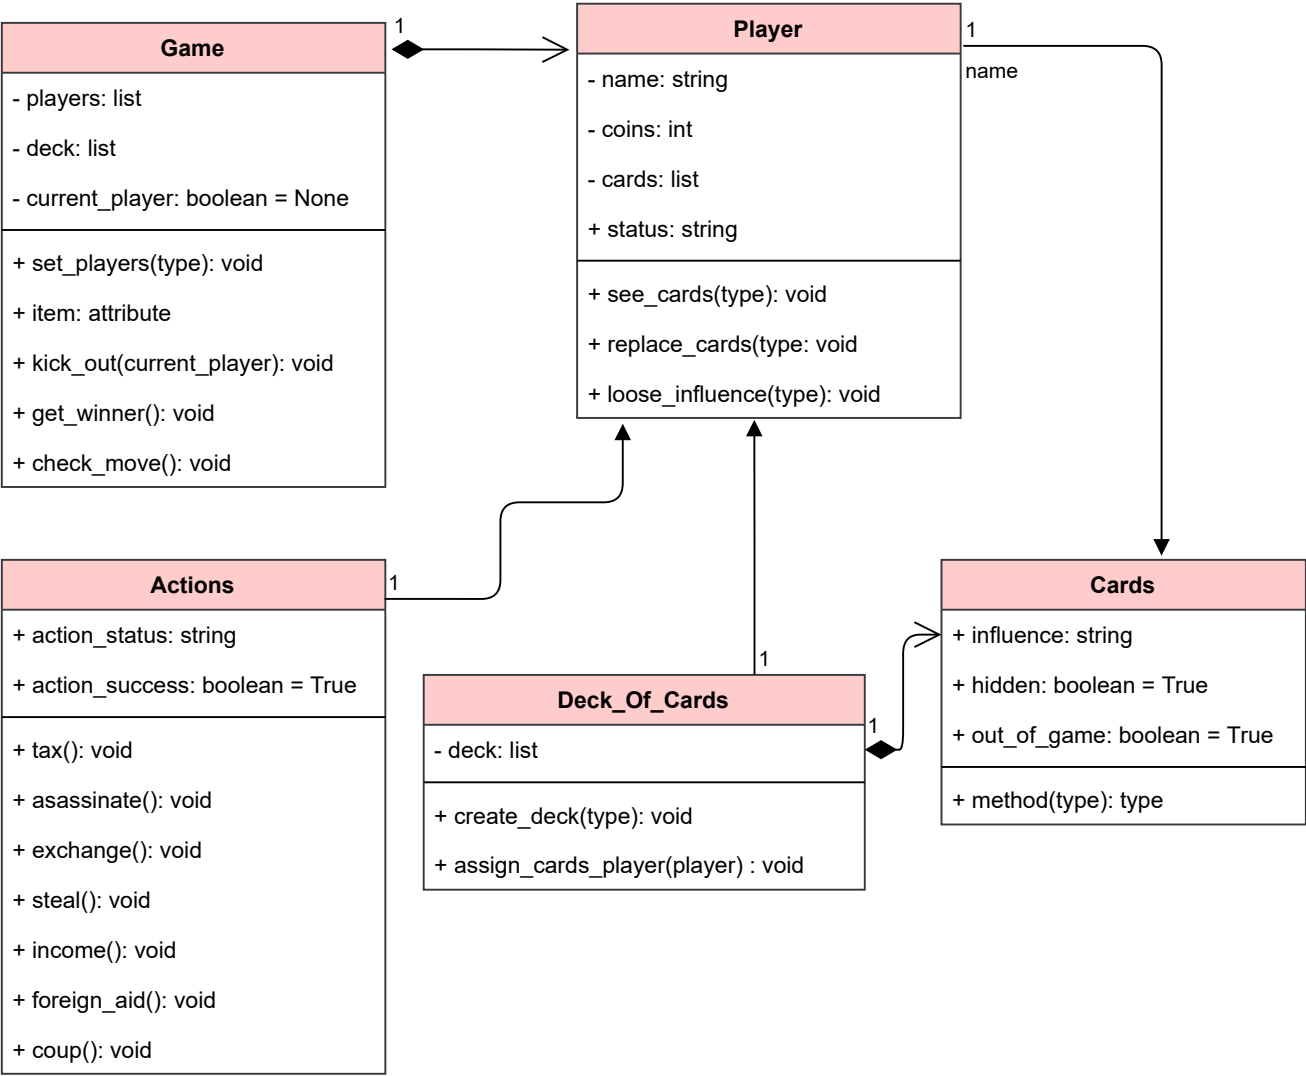 Game
- players: list
- deck: list
- current_player: boolean = None
+ set_players(type): void
+ item: attribute
+ kick_out(current_player): void
+ get_winner(): void
+ check_move(): void
1
Player
- name: string
- coins: int
- cards: list
+ status: string
+ see_cards(type): void
+ replace_cards(type: void
+ loose_influence(type): void
1
name
Actions
+ action_status: string
+ action_success: boolean = True
+ tax(): void
+ asassinate(): void
+ exchange(): void
+ steal(): void
+ income(): void
+ foreign_aid(): void
+ coup(): void
1
1
Deck_Of_Cards
- deck: list
+ create_deck(type): void
+ assign_cards_player(player) : void
1
Cards
+ influence: string
+ hidden: boolean = True
+ out_of_game: boolean = True
+ method(type): type